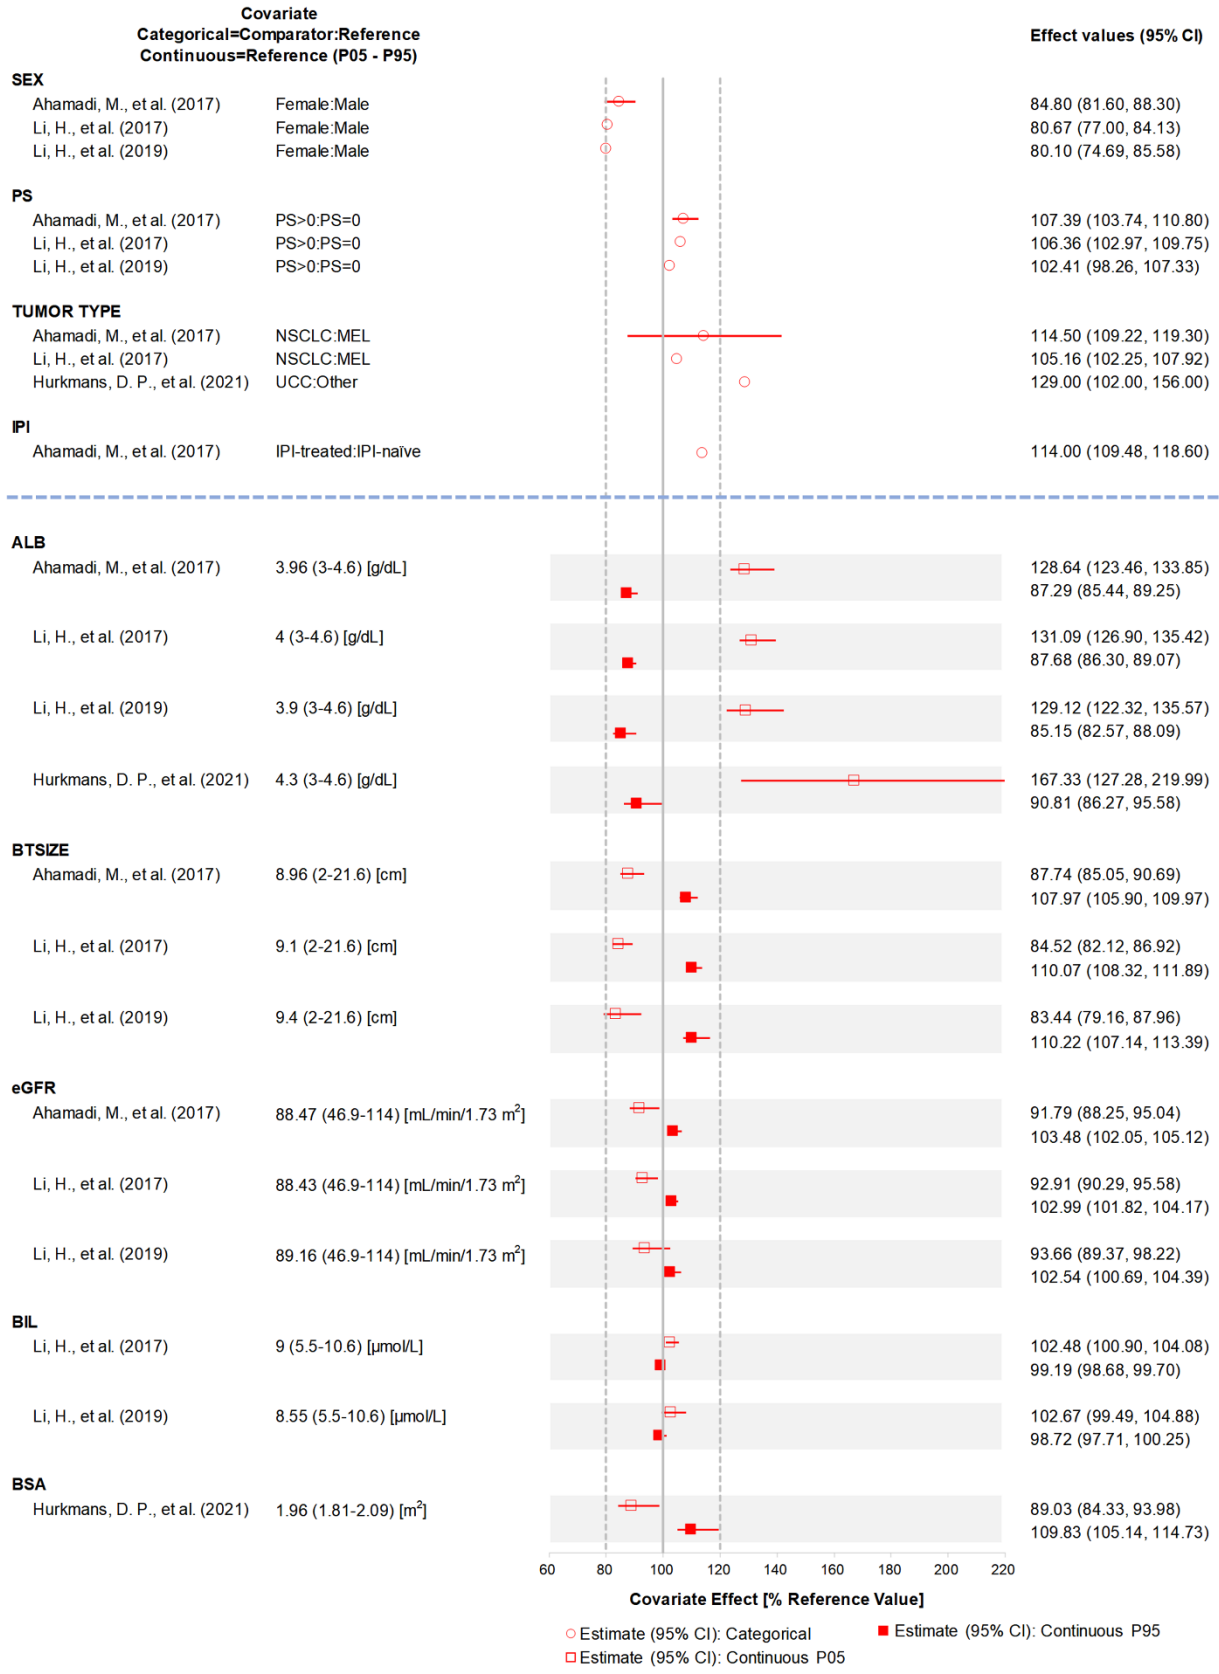 Covariate
Categorical=Comparator:Reference
Continuous=Reference (P05 - P95)
Effect values (95% CI)
SEX
Ahamadi, M., et al. (2017) Female:Male 84.80 (81.60, 88.30)
Li, H., et al. (2017) Female:Male 80.67 (77.00, 84.13)
Li, H., et al. (2019) Female:Male 80.10 (74.69, 85.58)
PS
Ahamadi, M., et al. (2017) PS>0:PS=0 107.39 (103.74, 110.80)
Li, H., et al. (2017) PS>0:PS=0 106.36 (102.97, 109.75)
Li, H., et al. (2019) PS>0:PS=0 102.41 (98.26, 107.33)
TUMOR TYPE
Ahamadi, M., et al. (2017) NSCLC:MEL 114.50 (109.22, 119.30)
Li, H., et al. (2017) NSCLC:MEL 105.16 (102.25, 107.92)
Hurkmans, D. P., et al. (2021) UCC:Other 129.00 (102.00, 156.00)
IPI
Ahamadi, M., et al. (2017) IPI-treated:IPI-naïve 114.00 (109.48, 118.60)
ALB
Ahamadi, M., et al. (2017) 3.96 (3-4.6) [g/dL] 128.64 (123.46, 133.85)
87.29 (85.44, 89.25)
Li, H., et al. (2017) 4 (3-4.6) [g/dL] 131.09 (126.90, 135.42)
87.68 (86.30, 89.07)
Li, H., et al. (2019) 3.9 (3-4.6) [g/dL] 129.12 (122.32, 135.57)
85.15 (82.57, 88.09)
Hurkmans, D. P., et al. (2021) 4.3 (3-4.6) [g/dL] 167.33 (127.28, 219.99)
90.81 (86.27, 95.58)
BTSIZE
Ahamadi, M., et al. (2017) 8.96 (2-21.6) [cm] 87.74 (85.05, 90.69)
107.97 (105.90, 109.97)
Li, H., et al. (2017) 9.1 (2-21.6) [cm] 84.52 (82.12, 86.92)
110.07 (108.32, 111.89)
Li, H., et al. (2019) 9.4 (2-21.6) [cm] 83.44 (79.16, 87.96)
110.22 (107.14, 113.39)
eGFR
Ahamadi, M., et al. (2017) 88.47 (46.9-114) [mL/min/1.73 m²] 91.79 (88.25, 95.04)
103.48 (102.05, 105.12)
Li, H., et al. (2017) 88.43 (46.9-114) [mL/min/1.73 m²] 92.91 (90.29, 95.58)
102.99 (101.82, 104.17)
Li, H., et al. (2019) 89.16 (46.9-114) [mL/min/1.73 m²] 93.66 (89.37, 98.22)
102.54 (100.69, 104.39)
BIL
Li, H., et al. (2017) 9 (5.5-10.6) [µmol/L] 102.48 (100.90, 104.08)
99.19 (98.68, 99.70)
Li, H., et al. (2019) 8.55 (5.5-10.6) [µmol/L] 102.67 (99.49, 104.88)
98.72 (97.71, 100.25)
BSA
Hurkmans, D. P., et al. (2021) 1.96 (1.81-2.09) [m²] 89.03 (84.33, 93.98)
109.83 (105.14, 114.73)
60 80 100 120 140 160 180 200 220
Covariate Effect [% Reference Value]
Estimate (95% CI): Categorical Estimate (95% CI): Continuous P95
Estimate (95% CI): Continuous P05